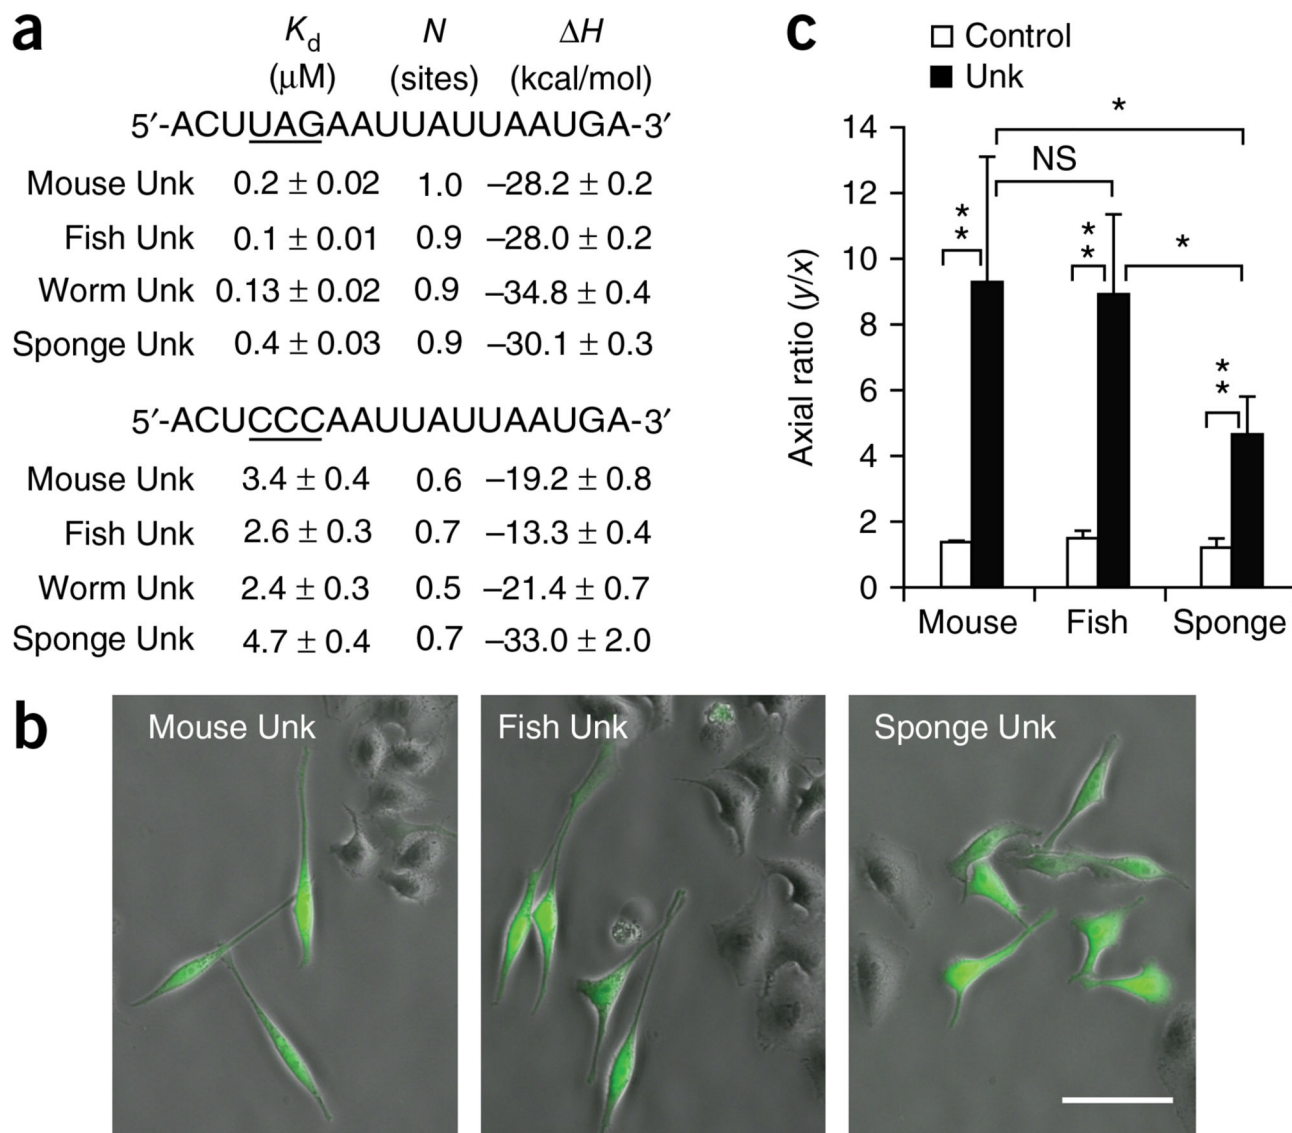 a
Kd N ΔH
(μM) (sites) (kcal/mol)
5′-ACUUAGAAUUAUUAAUGA-3′
Mouse Unk 0.2 ± 0.02 1.0 –28.2 ± 0.2
Fish Unk 0.1 ± 0.01 0.9 –28.0 ± 0.2
Worm Unk 0.13 ± 0.02 0.9 –34.8 ± 0.4
Sponge Unk 0.4 ± 0.03 0.9 –30.1 ± 0.3
5′-ACUCCCAAUUAUUAAUGA-3′
Mouse Unk 3.4 ± 0.4 0.6 –19.2 ± 0.8
Fish Unk 2.6 ± 0.3 0.7 –13.3 ± 0.4
Worm Unk 2.4 ± 0.3 0.5 –21.4 ± 0.7
Sponge Unk 4.7 ± 0.4 0.7 –33.0 ± 2.0
c
Control
Unk
Axial ratio (y/x)
14
12
10
8
6
4
2
0
*
NS
**
**
*
**
Mouse Fish Sponge
b
Mouse Unk Fish Unk Sponge Unk